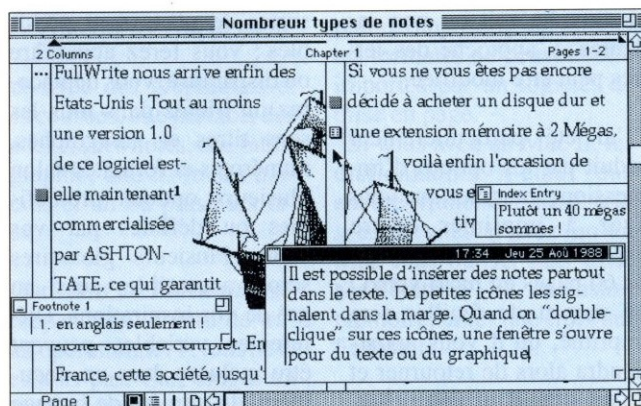 Nombreux types de notes
2 Columns
Chapter 1
Pages 1-2
FullWrite nous arrive enfin des
Etats-Unis ! Tout au moins
une version 1.0
de ce logiciel est-
elle maintenant¹
commercialisée
par ASHTON-
TATE, ce qui garantit
Footnote 1
1. en anglais seulement !
solide et complet. En
France, cette société, jusqu'
Si vous ne vous êtes pas encore
décidé à acheter un disque dur et
une extension mémoire à 2 Mégas,
voilà enfin l'occasion de
vous
Index Entry
Plutôt un 40 mégas
sommes !
17:34 Jeu 25 Aoû 1988
Il est possible d'insérer des notes partout
dans le texte. De petites icônes les sig-
nalent dans la marge. Quand on "double-
clique" sur ces icônes, une fenêtre s'ouvre
pour du texte ou du graphique
Page 1